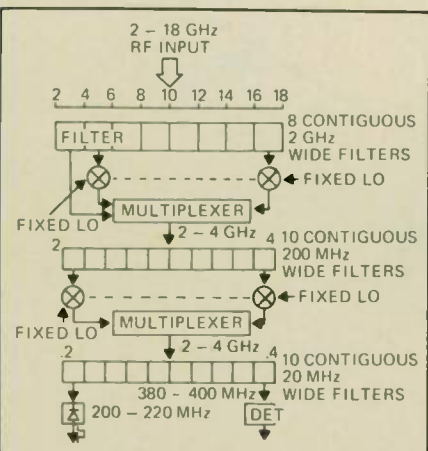 2 – 18 GHz
RF INPUT
2 4 6 8 10 12 14 16 18
8 CONTIGUOUS
2 GHz
WIDE FILTERS
FILTER
FIXED LO
MULTIPLEXER
FIXED LO
2 – 4 GHz
2 4
10 CONTIGUOUS
200 MHz
WIDE FILTERS
FIXED LO
FIXED LO
MULTIPLEXER
2 – 4 GHz
.2 .4
10 CONTIGUOUS
20 MHz
WIDE FILTERS
380 – 400 MHz
200 – 220 MHz
DET